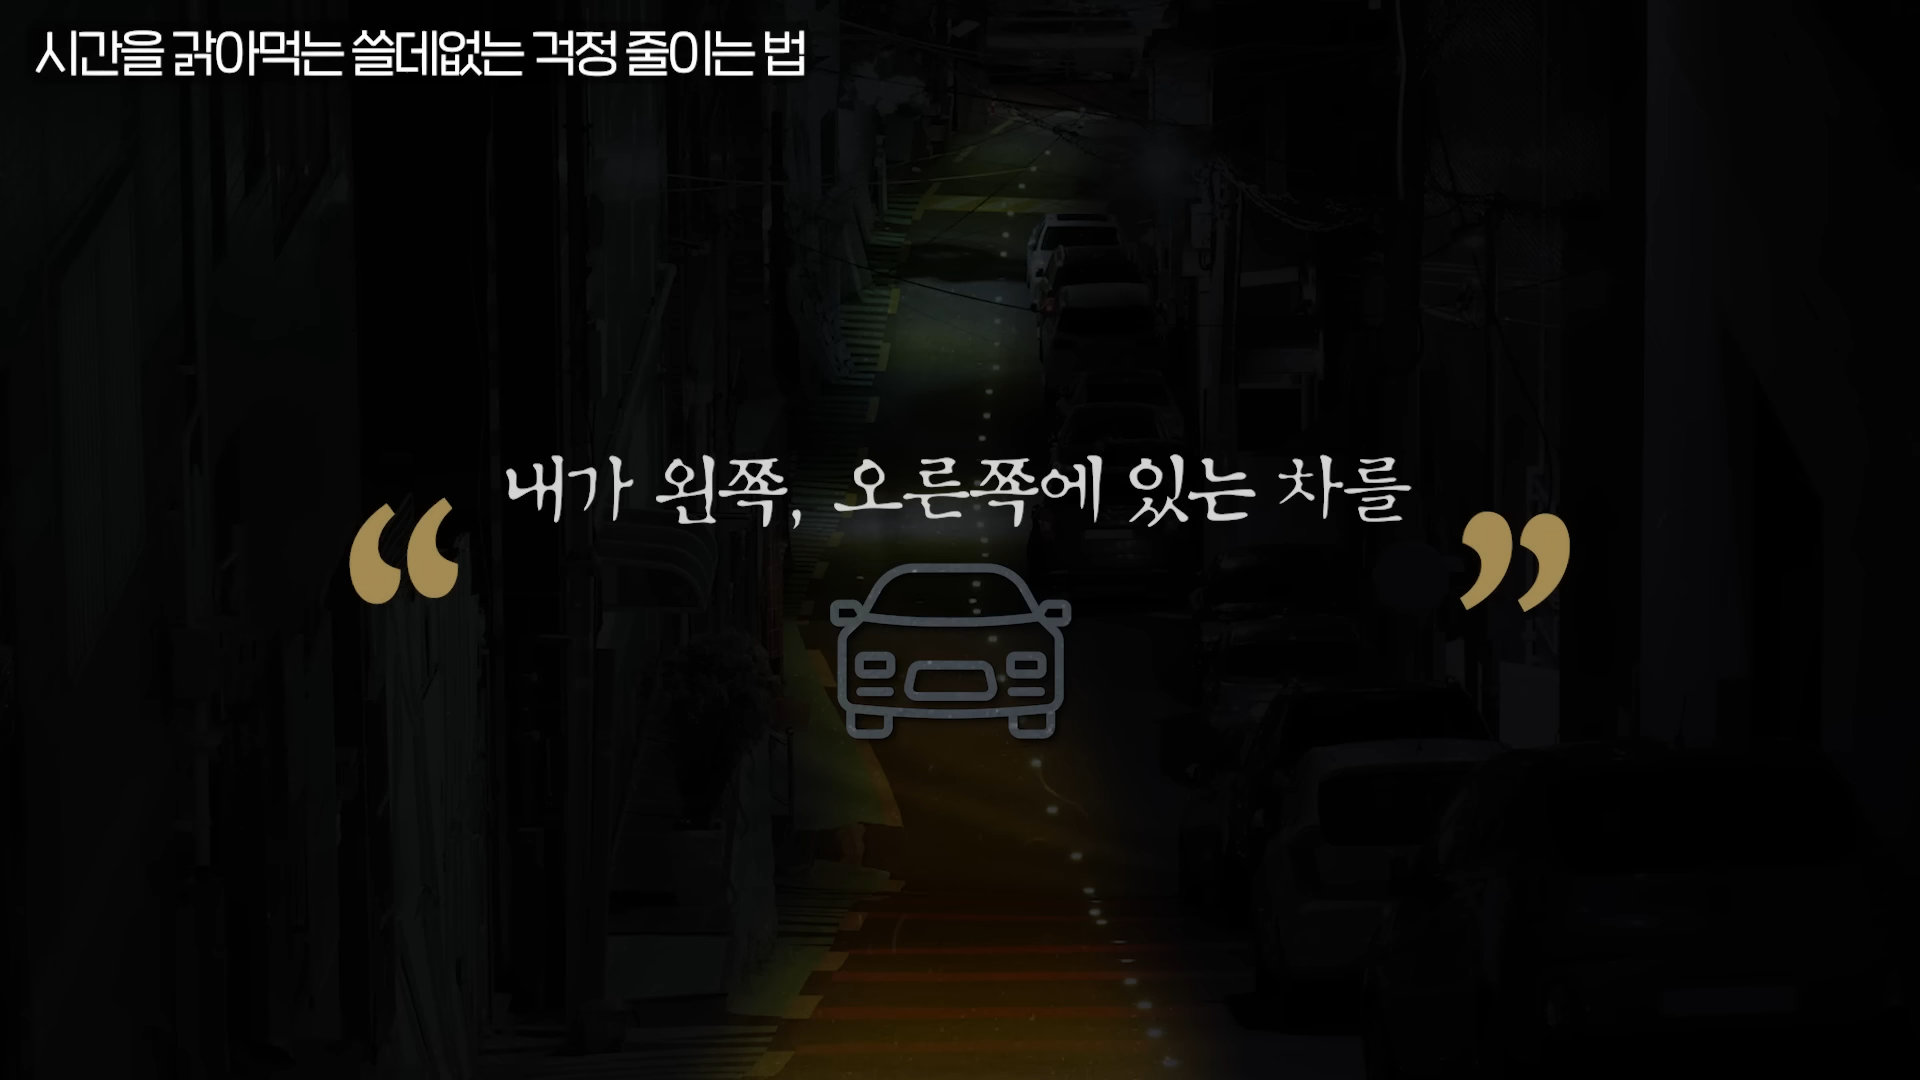 시간을 갉아먹는 쓸데없는 걱정 줄이는 법
“ 내가 왼쪽, 오른쪽에 있는 차를 ”